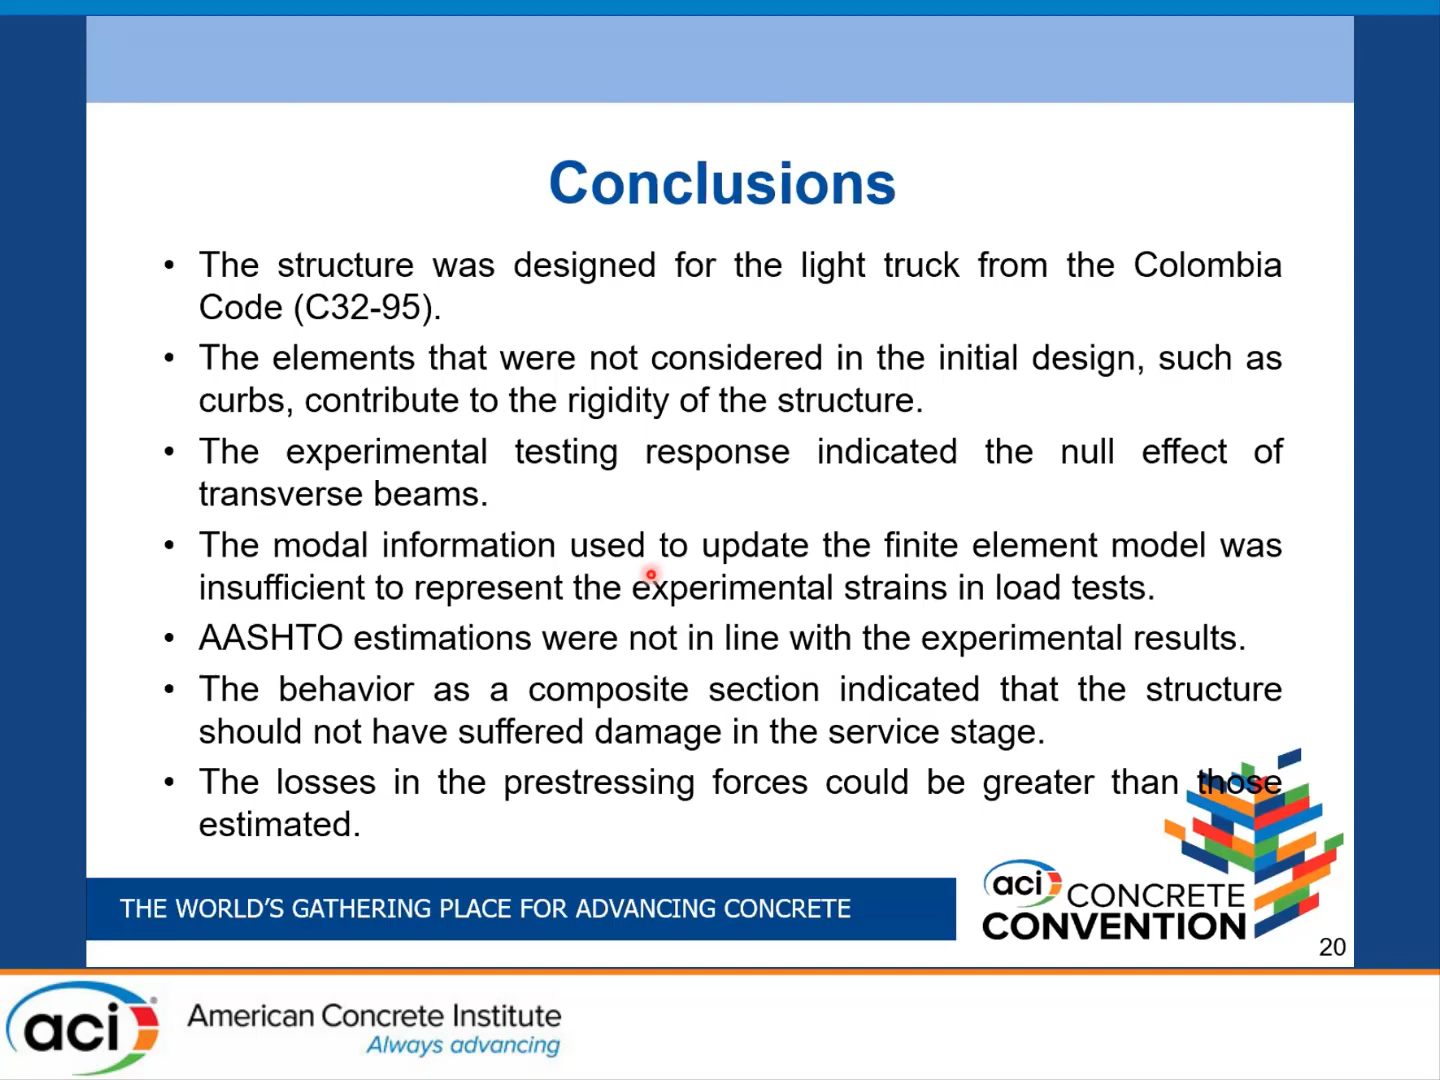 Conclusions
• The structure was designed for the light truck from the Colombia
Code (C32-95).
• The elements that were not considered in the initial design, such as
curbs, contribute to the rigidity of the structure.
• The experimental testing response indicated the null effect of
transverse beams.
• The modal information used to update the finite element model was
insufficient to represent the experimental strains in load tests.
• AASHTO estimations were not in line with the experimental results.
• The behavior as a composite section indicated that the structure
should not have suffered damage in the service stage.
• The losses in the prestressing forces could be greater than those
estimated.
THE WORLD'S GATHERING PLACE FOR ADVANCING CONCRETE
aci CONCRETE
CONVENTION
20
aci American Concrete Institute
Always advancing